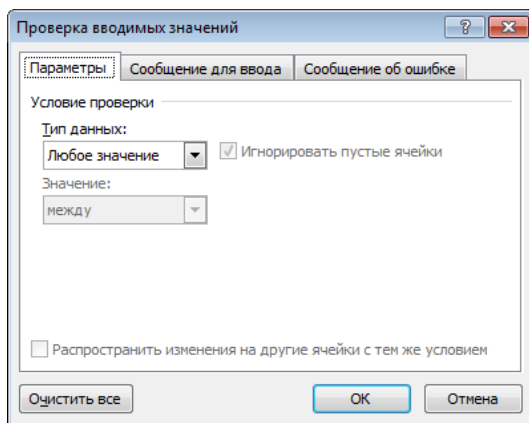 Проверка вводимых значений
Параметры Сообщение для ввода Сообщение об ошибке
Условие проверки
Тип данных:
Любое значение Игнорировать пустые ячейки
Значение:
между
Распространить изменения на другие ячейки с тем же условием
Очистить все ОК Отмена